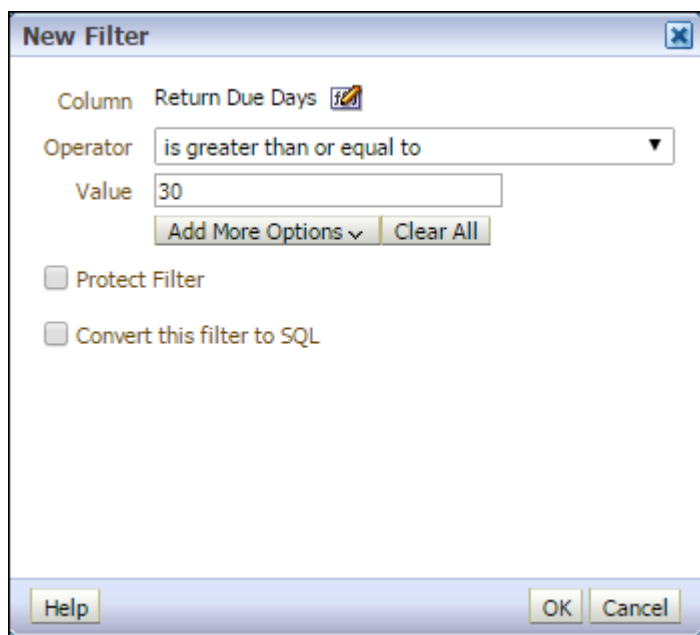 New Filter
Column Return Due Days
Operator is greater than or equal to
Value 30
Add More Options Clear All
Protect Filter
Convert this filter to SQL
Help OK Cancel